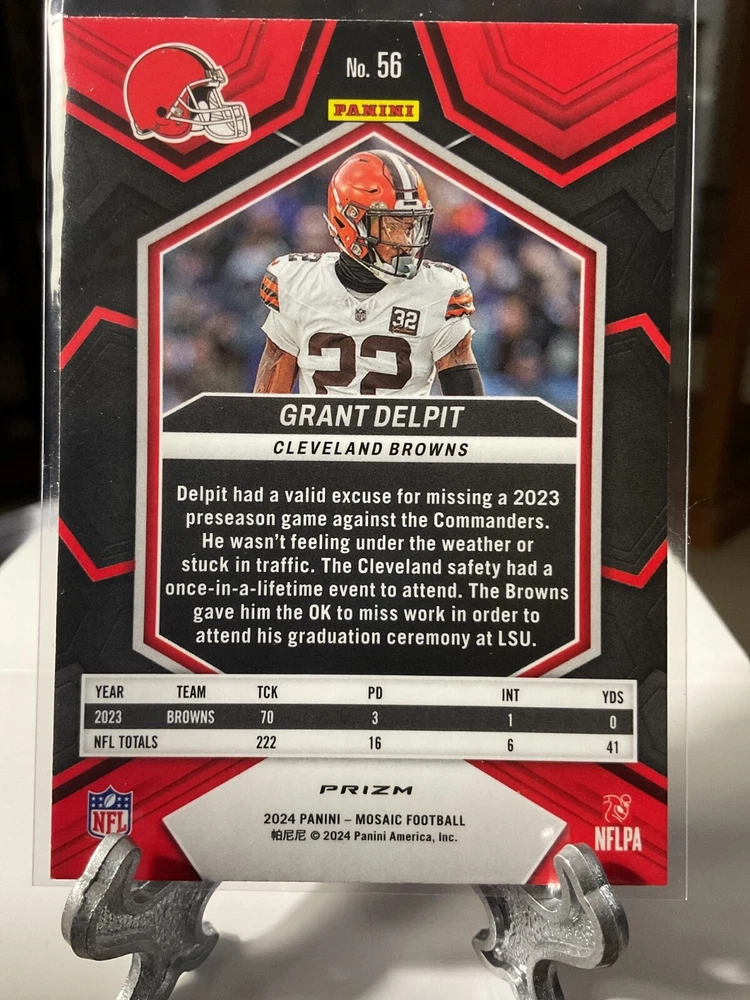 No. 56
PANINI
32
22
22
GRANT DELPIT
CLEVELAND BROWNS
Delpit had a valid excuse for missing a 2023
preseason game against the Commanders.
He wasn't feeling under the weather or
stuck in traffic. The Cleveland safety had a
once-in-a-lifetime event to attend. The Browns
gave him the OK to miss work in order to
attend his graduation ceremony at LSU.
YEAR TEAM TCK PD INT YDS
2023 BROWNS 70 3 1 0
NFL TOTALS 222 16 6 41
PRIZM
2024 PANINI – MOSAIC FOOTBALL
帕尼尼 © 2024 Panini America, Inc.
NFL
NFLPA